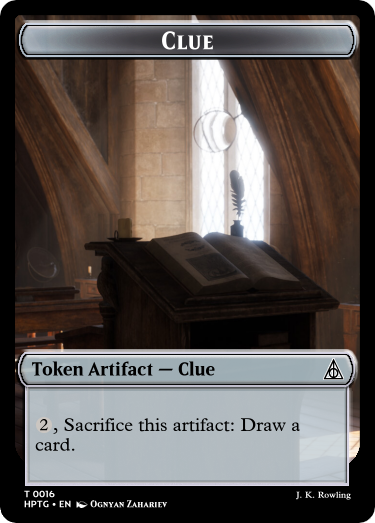 Clue
Token Artifact — Clue
2, Sacrifice this artifact: Draw a
card.
T 0016
HPTG • EN Ognyan Zahariev
J. K. Rowling